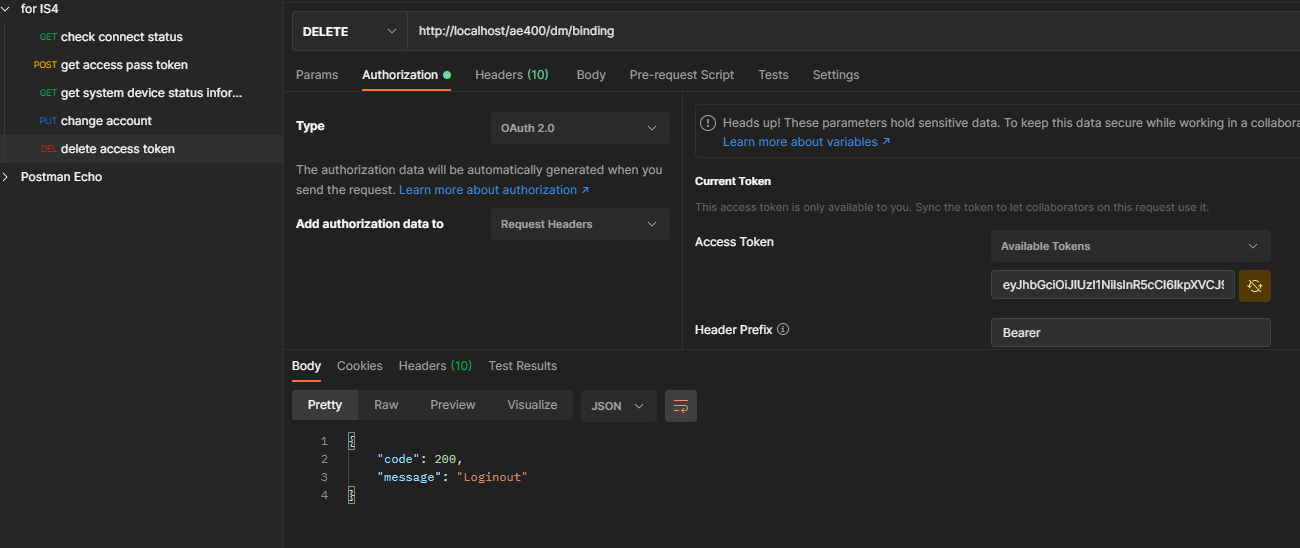 for IS4
GET check connect status
POST get access pass token
GET get system device status infor...
PUT change account
DEL delete access token
Postman Echo
DELETE http://localhost/ae400/dm/binding
Params Authorization Headers (10) Body Pre-request Script Tests Settings
Type OAuth 2.0
The authorization data will be automatically generated when you
send the request. Learn more about authorization ↗
Add authorization data to Request Headers
Heads up! These parameters hold sensitive data. To keep this data secure while working in a collabora
Learn more about variables ↗
Current Token
This access token is only available to you. Sync the token to let collaborators on this request use it.
Access Token Available Tokens
Header Prefix Bearer
Body Cookies Headers (10) Test Results
Pretty Raw Preview Visualize JSON
1 {
2 "code": 200,
3 "message": "Loginout"
4 }